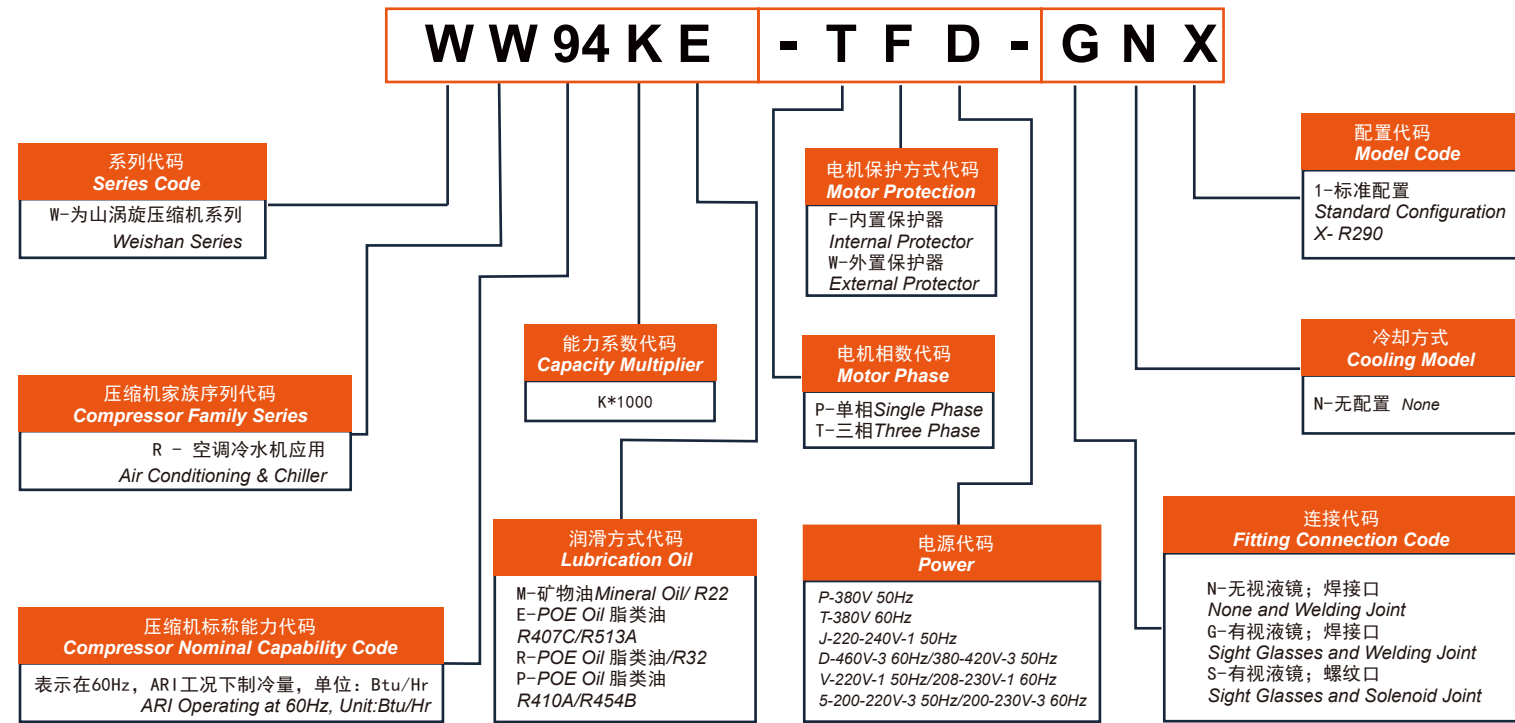 WW94KE -TFD-GNX
系列代码
Series Code
W-为山涡旋压缩机系列
Weishan Series
压缩机家族序列代码
Compressor Family Series
R - 空调冷水机应用
Air Conditioning & Chiller
压缩机标称能力代码
Compressor Nominal Capability Code
表示在60Hz，ARI工况下制冷量，单位：Btu/Hr
ARI Operating at 60Hz, Unit:Btu/Hr
能力系数代码
Capacity Multiplier
K*1000
润滑方式代码
Lubrication Oil
M-矿物油Mineral Oil/ R22
E-POE Oil 脂类油
R407C/R513A
R-POE Oil 脂类油/R32
P-POE Oil 脂类油
R410A/R454B
电机保护方式代码
Motor Protection
F-内置保护器
Internal Protector
W-外置保护器
External Protector
电机相数代码
Motor Phase
P-单相Single Phase
T-三相Three Phase
电源代码
Power
P-380V 50Hz
T-380V 60Hz
J-220-240V-1 50Hz
D-460V-3 60Hz/380-420V-3 50Hz
V-220V-1 50Hz/208-230V-1 60Hz
5-200-220V-3 50Hz/200-230V-3 60Hz
配置代码
Model Code
1-标准配置
Standard Configuration
X- R290
冷却方式
Cooling Model
N-无配置 None
连接代码
Fitting Connection Code
N-无视液镜；焊接口
None and Welding Joint
G-有视液镜；焊接口
Sight Glasses and Welding Joint
S-有视液镜；螺纹口
Sight Glasses and Solenoid Joint